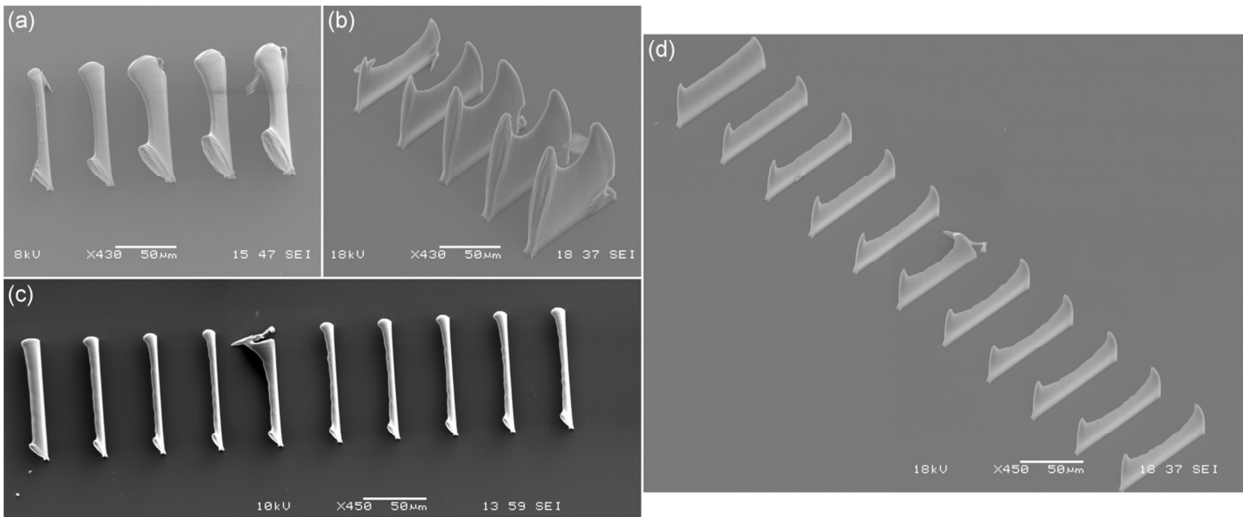 (a)
8kV X430 50μm 15 47 SEI
(b)
18kV X430 50μm 18 37 SEI
(c)
10kV X450 50μm 13 59 SEI
(d)
18kV X450 50μm 18 37 SEI